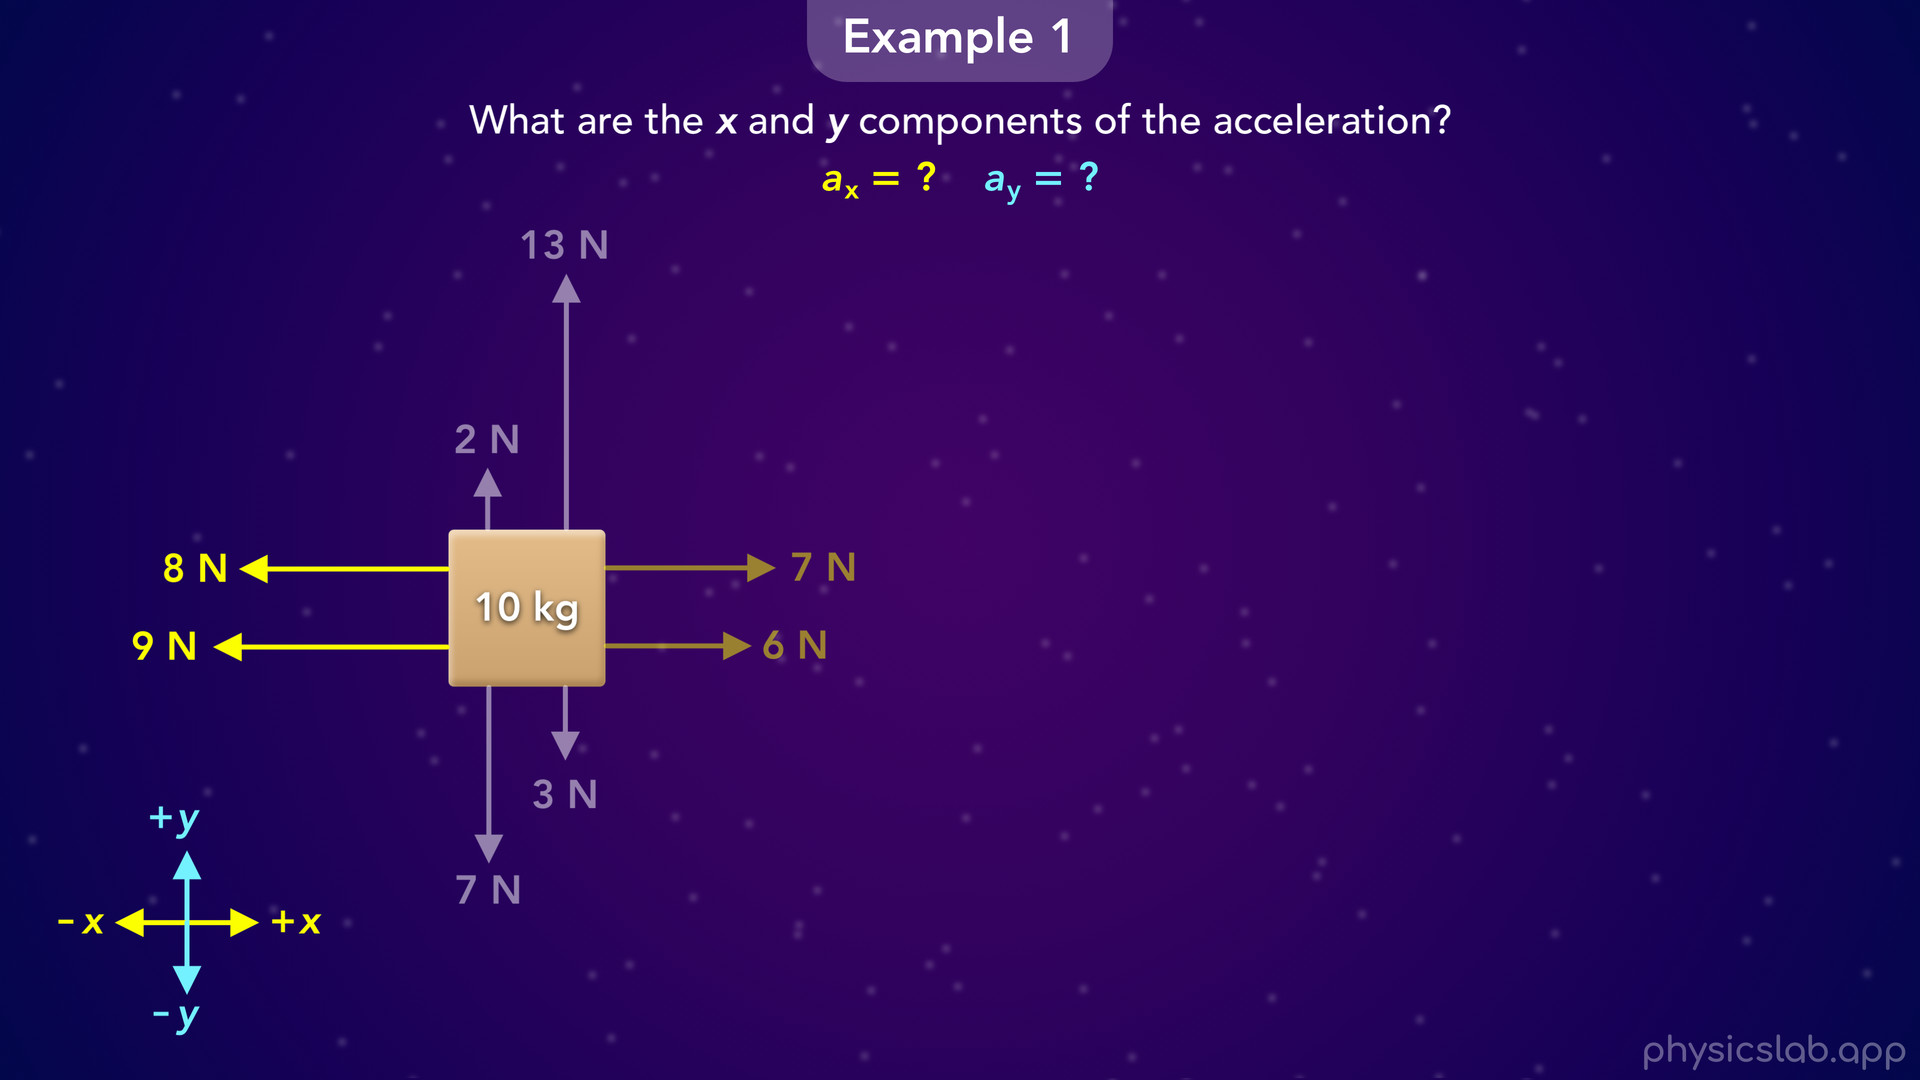 Example 1
What are the x and y components of the acceleration?
aₓ = ? a_y = ?
13 N
2 N
8 N
7 N
10 kg
9 N
6 N
3 N
7 N
+y
-x
+x
-y
physicslab.app